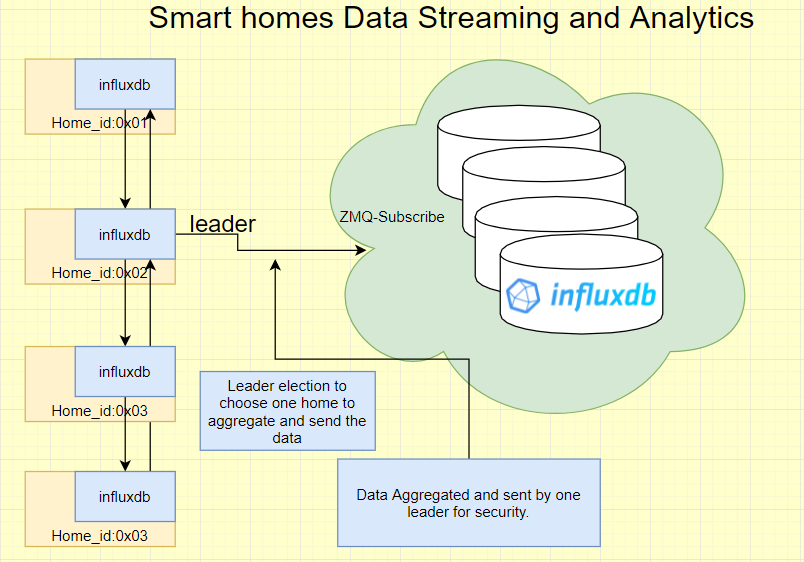 Smart homes Data Streaming and Analytics
influxdb
Home_id:0x01
influxdb
Home_id:0x02
leader
ZMQ-Subscribe
influxdb
influxdb
Home_id:0x03
Leader election to
choose one home to
aggregate and send the
data
influxdb
Home_id:0x03
Data Aggregated and sent by one
leader for security.